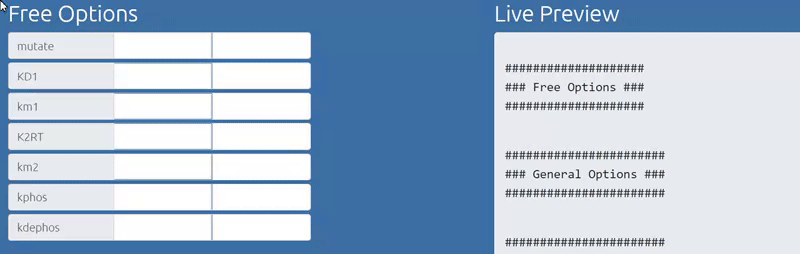 Free Options
mutate
KD1
km1
K2RT
km2
kphos
kdephos
Live Preview
####################
### Free Options ###
####################
#######################
### General Options ###
#######################
#######################